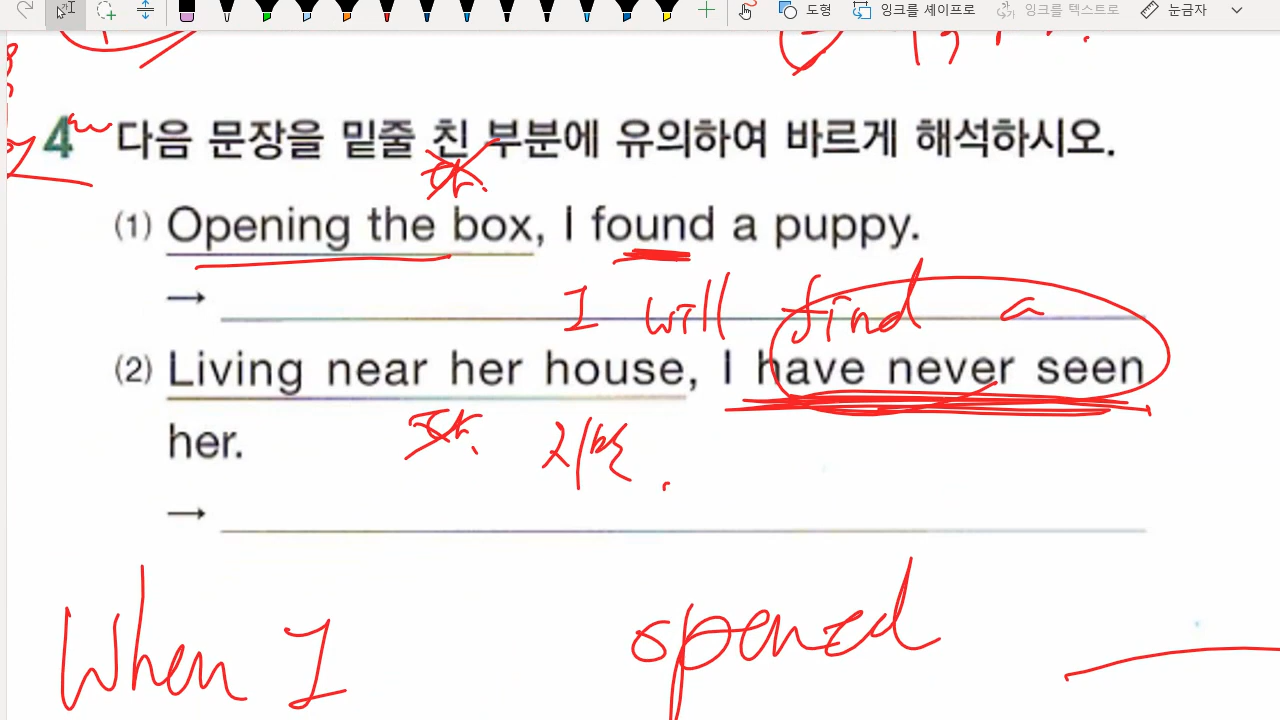 도형 잉크를 셰이프로 잉크를 텍스트로 눈금자
4 다음 문장을 밑줄 친 부분에 유의하여 바르게 해석하시오.
(1) Opening the box, I found a puppy.
→ I will find a
(2) Living near her house, I have never seen
her.
→
When I opened